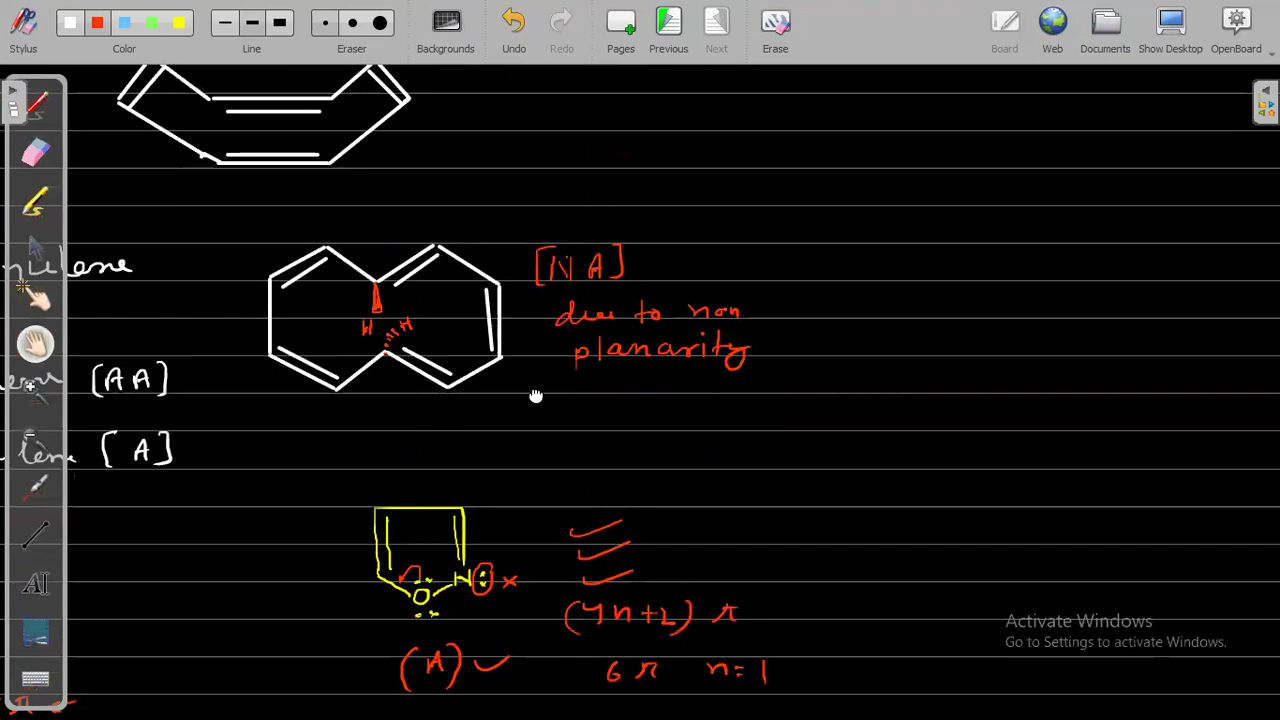 Stylus
Color
Line
Eraser
Backgrounds
Undo
Redo
Pages
Previous
Next
Erase
Board
Web
Documents
Show Desktop
OpenBoard
[NA]
due to non
planarity
H H
[AA]
[A]
N : x
O
(4n+2) π
(A) ✓
6 π n = 1
Activate Windows
Go to Settings to activate Windows.